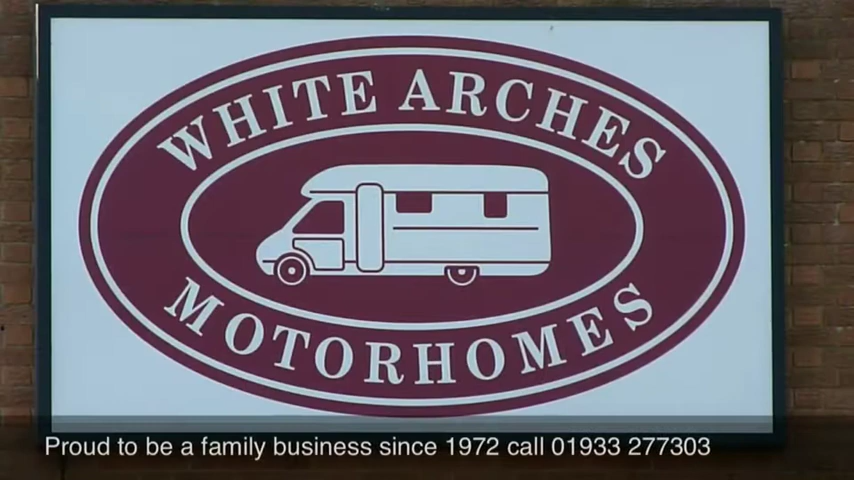 WHITE ARCHES
MOTORHOMES
Proud to be a family business since 1972 call 01933 277303